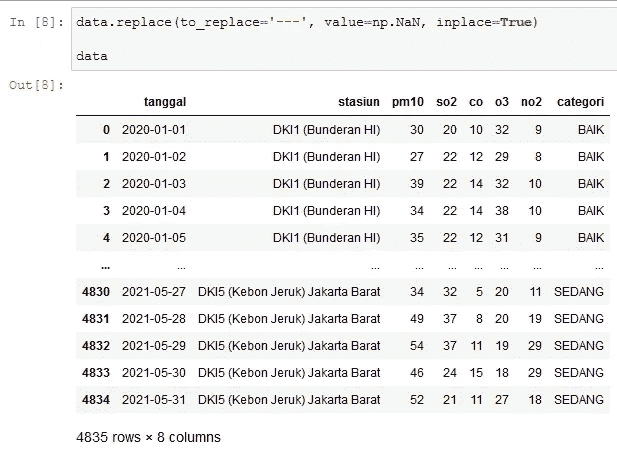 In [8]: data.replace(to_replace='---', value=np.NaN, inplace=True)
data
Out[8]:
tanggal stasiun pm10 so2 co o3 no2 categori
0 2020-01-01 DKI1 (Bunderan HI) 30 20 10 32 9 BAIK
1 2020-01-02 DKI1 (Bunderan HI) 27 22 12 29 8 BAIK
2 2020-01-03 DKI1 (Bunderan HI) 39 22 14 32 10 BAIK
3 2020-01-04 DKI1 (Bunderan HI) 34 22 14 38 10 BAIK
4 2020-01-05 DKI1 (Bunderan HI) 35 22 12 31 9 BAIK
... ... ... ... ... ... ... ... ...
4830 2021-05-27 DKI5 (Kebon Jeruk) Jakarta Barat 34 32 5 20 11 SEDANG
4831 2021-05-28 DKI5 (Kebon Jeruk) Jakarta Barat 49 37 8 20 19 SEDANG
4832 2021-05-29 DKI5 (Kebon Jeruk) Jakarta Barat 54 37 11 19 29 SEDANG
4833 2021-05-30 DKI5 (Kebon Jeruk) Jakarta Barat 46 24 15 18 29 SEDANG
4834 2021-05-31 DKI5 (Kebon Jeruk) Jakarta Barat 52 21 11 27 18 SEDANG
4835 rows × 8 columns